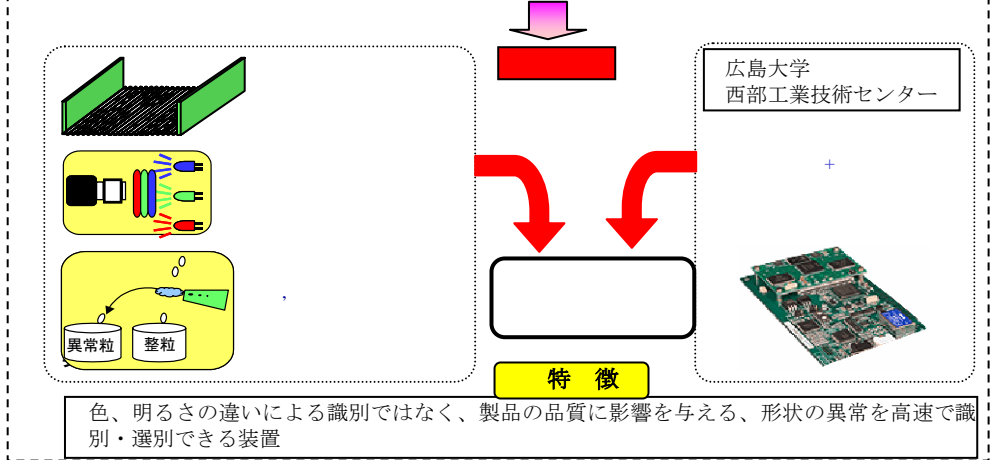 広島大学
西部工業技術センター
+
,
異常粒
整粒
特 徴
色、明るさの違いによる識別ではなく、製品の品質に影響を与える、形状の異常を高速で識
別・選別できる装置